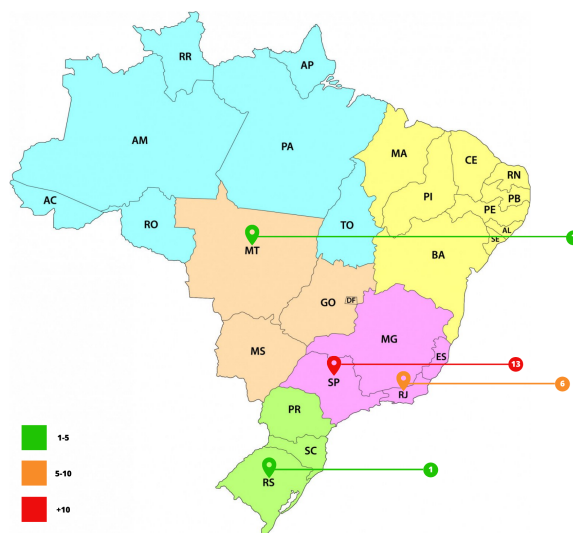 RR
AP
AM
PA
MA
CE
RN
PB
PI
PE
AL
SE
AC
RO
TO
BA
MT
GO
DF
MG
ES
MS
13
SP
RJ
6
PR
SC
RS
1
1-5
5-10
+10